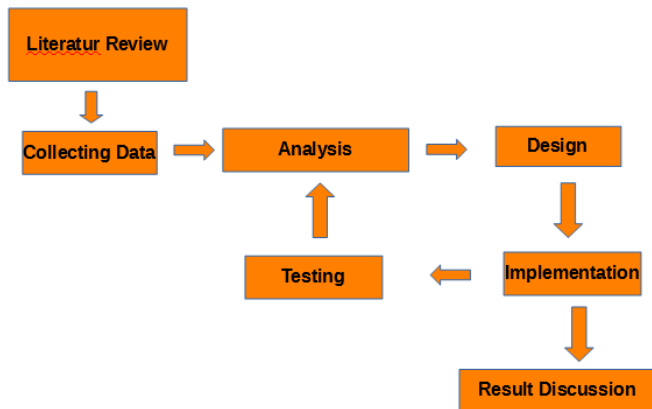 Literatur Review
Collecting Data
Analysis
Design
Testing
Implementation
Result Discussion